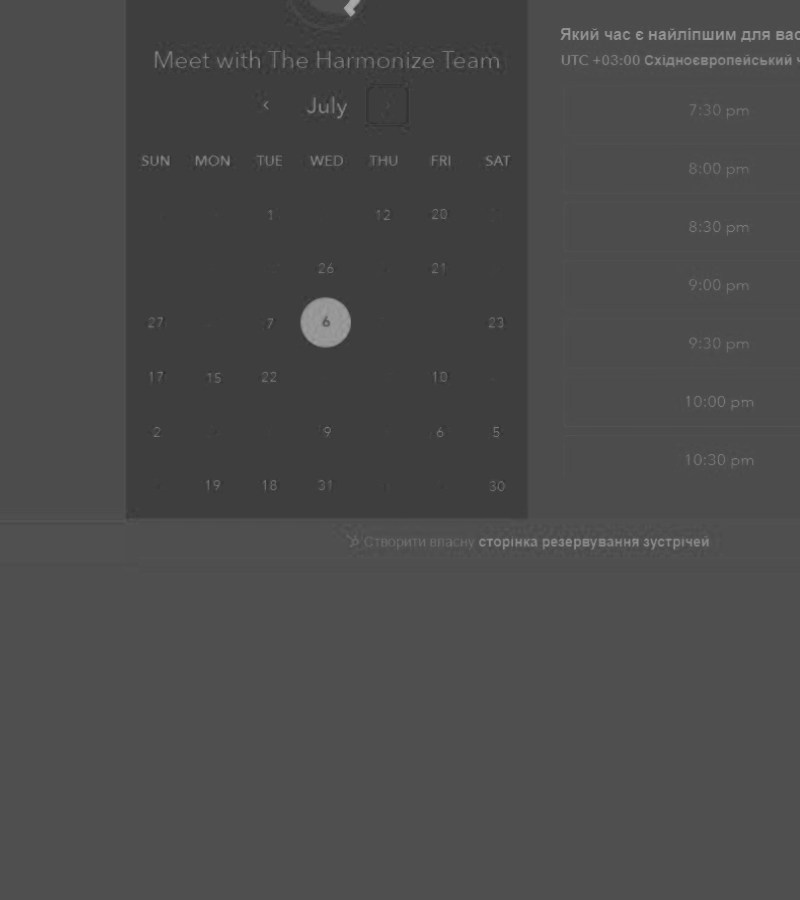 Meet with The Harmonize Team
July
SUN MON TUE WED THU FRI SAT
1 12 20
26 21
27 7 6 23
17 15 22 10
2 9 6 5
19 18 31 30
Який час є найліпшим для вас
UTC +03:00 Східноєвропейський
7:30 pm
8:00 pm
8:30 pm
9:00 pm
9:30 pm
10:00 pm
10:30 pm
Створити власну сторінка резервування зустрічей